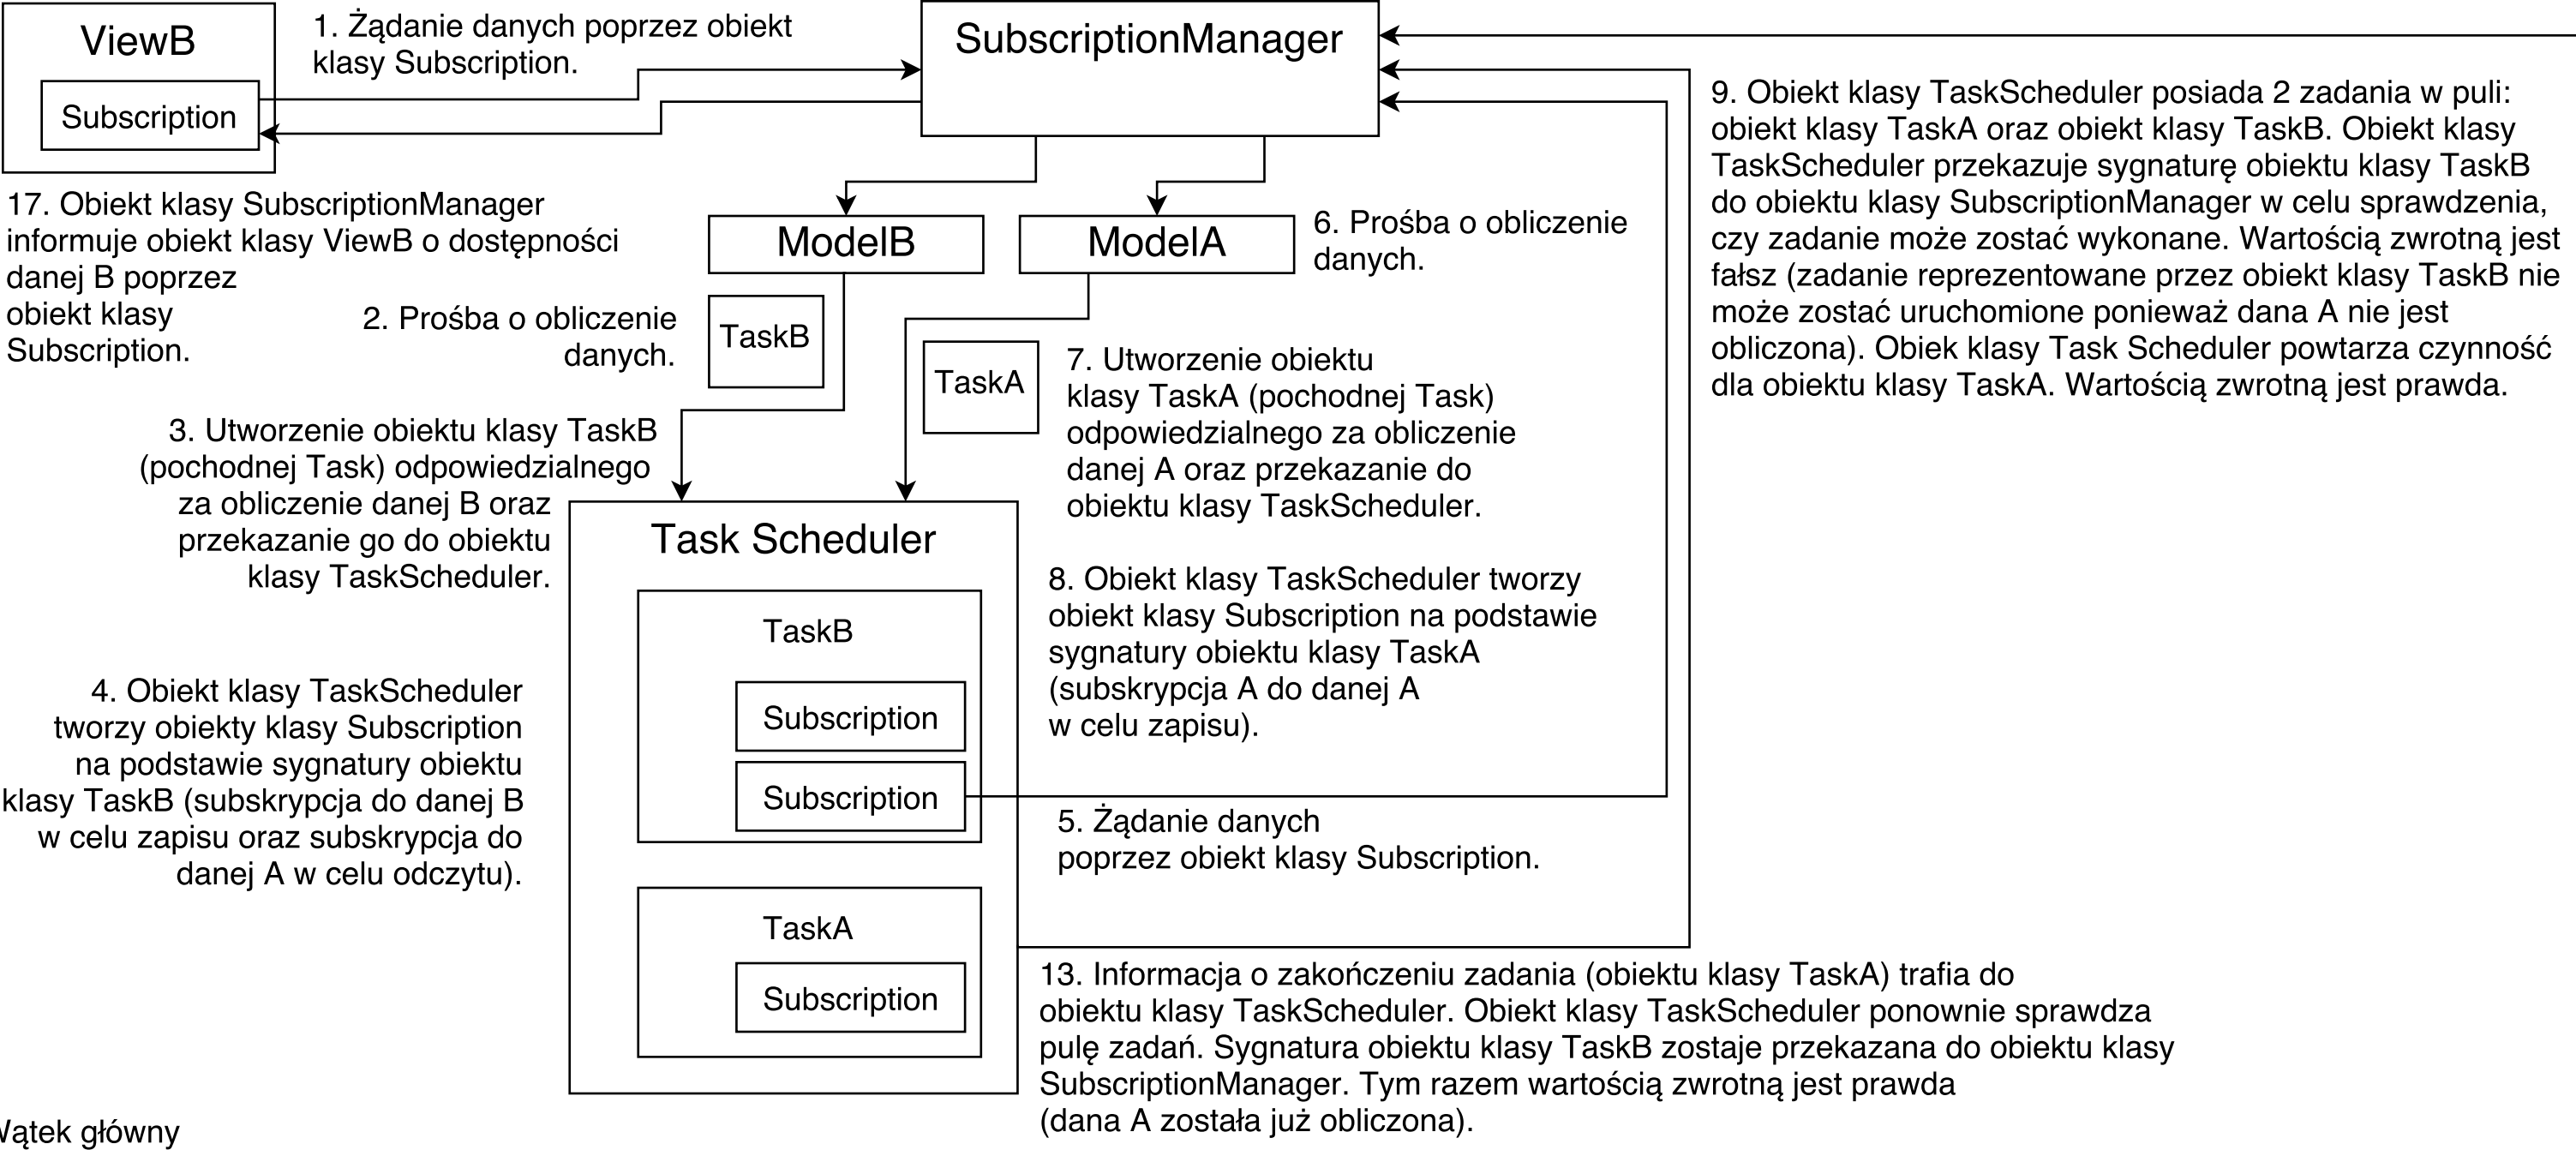 ViewB
Subscription
1. Żądanie danych poprzez obiekt
klasy Subscription.
SubscriptionManager
17. Obiekt klasy SubscriptionManager
informuje obiekt klasy ViewB o dostępności
danej B poprzez
obiekt klasy
Subscription.
2. Prośba o obliczenie
danych.
ModelB
ModelA
6. Prośba o obliczenie
danych.
TaskB
TaskA
3. Utworzenie obiektu klasy TaskB
(pochodnej Task) odpowiedzialnego
za obliczenie danej B oraz
przekazanie go do obiektu
klasy TaskScheduler.
7. Utworzenie obiektu
klasy TaskA (pochodnej Task)
odpowiedzialnego za obliczenie
danej A oraz przekazanie do
obiektu klasy TaskScheduler.
9. Obiekt klasy TaskScheduler posiada 2 zadania w puli:
obiekt klasy TaskA oraz obiekt klasy TaskB. Obiekt klasy
TaskScheduler przekazuje sygnaturę obiektu klasy TaskB
do obiektu klasy SubscriptionManager w celu sprawdzenia,
czy zadanie może zostać wykonane. Wartością zwrotną jest
fałsz (zadanie reprezentowane przez obiekt klasy TaskB nie
może zostać uruchomione ponieważ dana A nie jest
obliczona). Obiek klasy Task Scheduler powtarza czynność
dla obiektu klasy TaskA. Wartością zwrotną jest prawda.
Task Scheduler
TaskB
Subscription
Subscription
TaskA
Subscription
4. Obiekt klasy TaskScheduler
tworzy obiekty klasy Subscription
na podstawie sygnatury obiektu
klasy TaskB (subskrypcja do danej B
w celu zapisu oraz subskrypcja do
danej A w celu odczytu).
8. Obiekt klasy TaskScheduler tworzy
obiekt klasy Subscription na podstawie
sygnatury obiektu klasy TaskA
(subskrypcja A do danej A
w celu zapisu).
5. Żądanie danych
poprzez obiekt klasy Subscription.
13. Informacja o zakończeniu zadania (obiektu klasy TaskA) trafia do
obiektu klasy TaskScheduler. Obiekt klasy TaskScheduler ponownie sprawdza
pulę zadań. Sygnatura obiektu klasy TaskB zostaje przekazana do obiektu klasy
SubscriptionManager. Tym razem wartością zwrotną jest prawda
(dana A została już obliczona).
Wątek główny